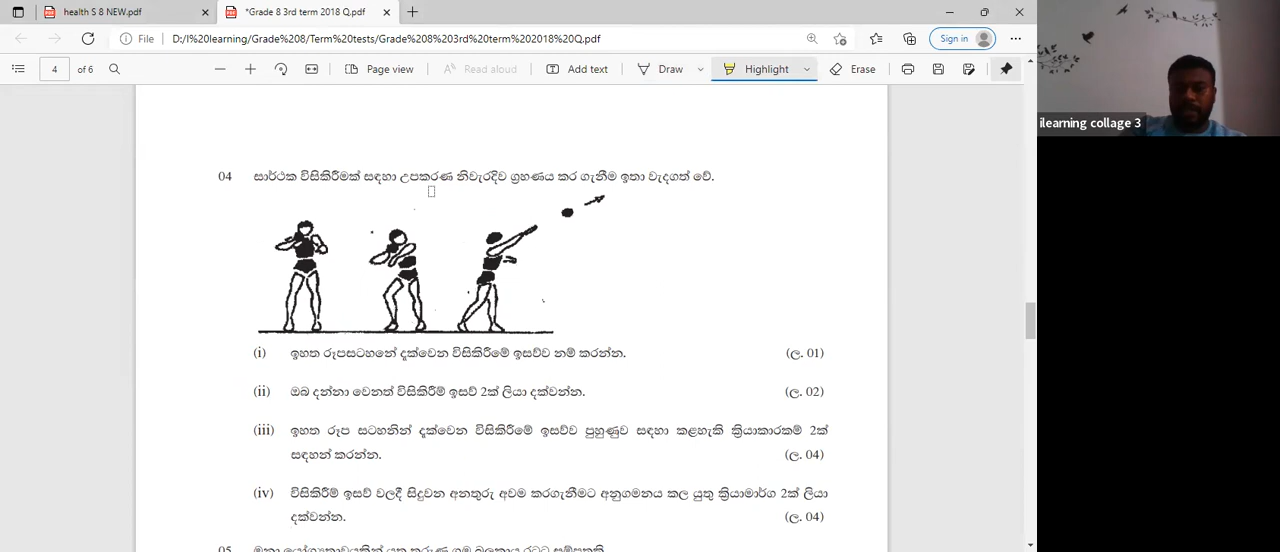 health S 8 NEW.pdf
*Grade 8 3rd term 2018 Q.pdf
File
D:/I%20learning/Grade%208/Term%20tests/Grade%208%203rd%20term%202018%20Q.pdf
Sign in
4 of 6
Page view
Read aloud
Add text
Draw
Highlight
Erase
ilearning collage 3
04 සාර්ථක විසිකිරීමක් සඳහා උපකරණ නිවැරදිව ග්‍රහණය කර ගැනීම ඉතා වැදගත් වේ.
(i) ඉහත රූපසටහනේ දැක්වෙන විසිකිරීමේ ඉසව්ව නම් කරන්න. (ල. 01)
(ii) ඔබ දන්නා වෙනත් විසිකිරීම් ඉසව් 2ක් ලියා දක්වන්න. (ල. 02)
(iii) ඉහත රූප සටහනින් දැක්වෙන විසිකිරීමේ ඉසව්ව පුහුණුව සඳහා කළහැකි ක්‍රියාකාරකම් 2ක්
සඳහන් කරන්න. (ල. 04)
(iv) විසිකිරීම් ඉසව් වලදී සිදුවන අනතුරු අවම කරගැනීමට අනුගමනය කල යුතු ක්‍රියාමාර්ග 2ක් ලියා
දක්වන්න. (ල. 04)